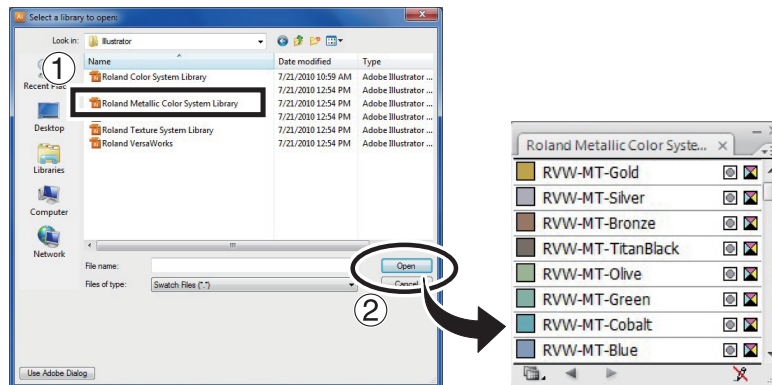 Select a library to open:
Look in: Illustrator
1
Name Date modified Type
Roland Color System Library 7/21/2010 10:59 AM Adobe Illustrator ...
7/21/2010 12:54 PM Adobe Illustrator ...
Roland Metallic Color System Library 7/21/2010 12:54 PM Adobe Illustrator ...
7/21/2010 12:54 PM Adobe Illustrator ...
Roland Texture System Library 7/21/2010 12:54 PM Adobe Illustrator ...
Roland VersaWorks 7/21/2010 12:54 PM Adobe Illustrator ...
Recent
Desktop
Libraries
Computer
Network
File name: Open
Files of type: Swatch Files (*.*) Cancel
2
Use Adobe Dialog
Roland Metallic Color Syste...
RVW-MT-Gold
RVW-MT-Silver
RVW-MT-Bronze
RVW-MT-TitanBlack
RVW-MT-Olive
RVW-MT-Green
RVW-MT-Cobalt
RVW-MT-Blue